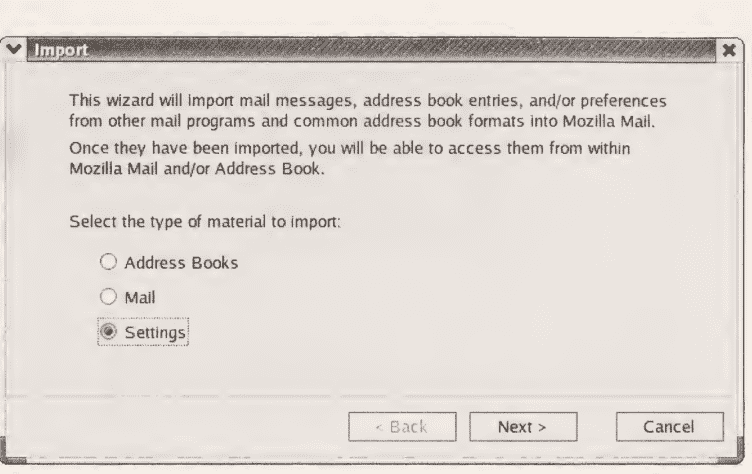 Import
This wizard will import mail messages, address book entries, and/or preferences
from other mail programs and common address book formats into Mozilla Mail.
Once they have been imported, you will be able to access them from within
Mozilla Mail and/or Address Book.
Select the type of material to import:
Address Books
Mail
Settings
< Back Next > Cancel